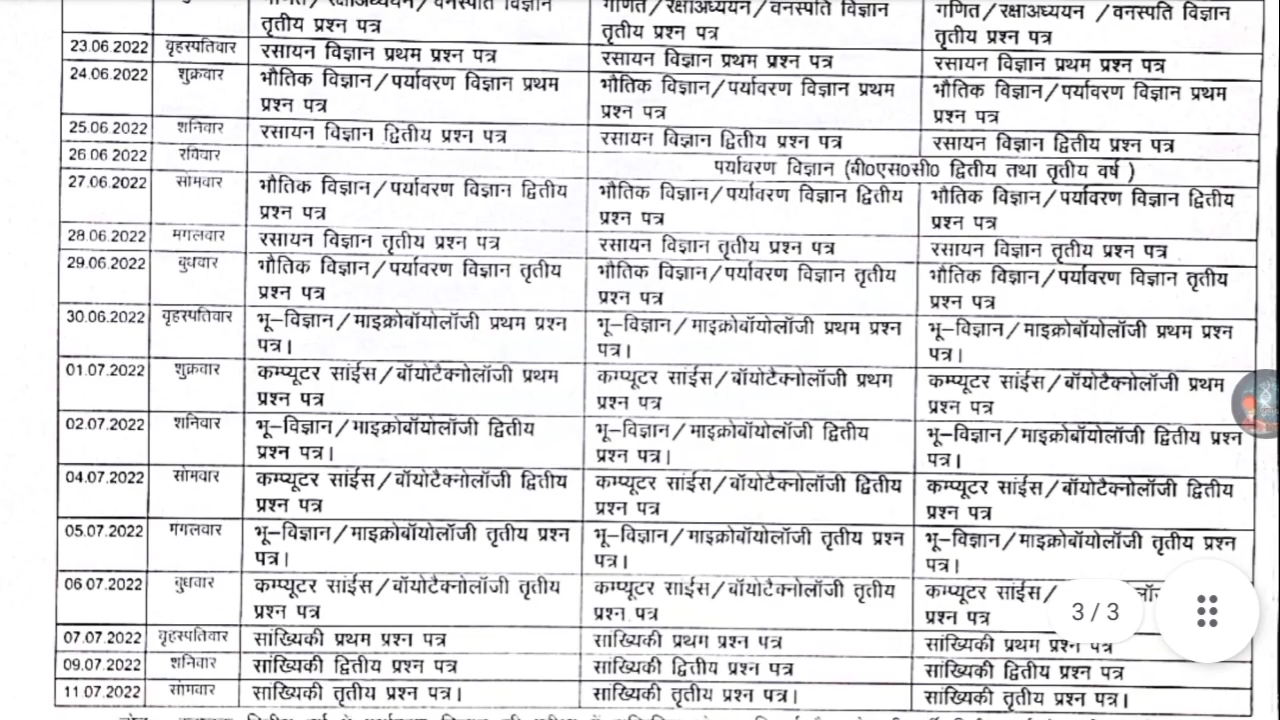 गणित/रक्षाअध्ययन/वनस्पति विज्ञान गणित/रक्षाअध्ययन/वनस्पति विज्ञान गणित/रक्षाअध्ययन /वनस्पति विज्ञान
तृतीय प्रश्न पत्र तृतीय प्रश्न पत्र तृतीय प्रश्न पत्र
23.06.2022 वृहस्पतिवार रसायन विज्ञान प्रथम प्रश्न पत्र रसायन विज्ञान प्रथम प्रश्न पत्र रसायन विज्ञान प्रथम प्रश्न पत्र
24.06.2022 शुक्रवार भौतिक विज्ञान/पर्यावरण विज्ञान प्रथम भौतिक विज्ञान/पर्यावरण विज्ञान प्रथम भौतिक विज्ञान/पर्यावरण विज्ञान प्रथम
प्रश्न पत्र प्रश्न पत्र प्रश्न पत्र
25.06.2022 शनिवार रसायन विज्ञान द्वितीय प्रश्न पत्र रसायन विज्ञान द्वितीय प्रश्न पत्र रसायन विज्ञान द्वितीय प्रश्न पत्र
26.06.2022 रविवार पर्यावरण विज्ञान (बी0एस0सी0 द्वितीय तथा तृतीय वर्ष )
27.06.2022 सोमवार भौतिक विज्ञान/पर्यावरण विज्ञान द्वितीय भौतिक विज्ञान/पर्यावरण विज्ञान द्वितीय भौतिक विज्ञान/पर्यावरण विज्ञान द्वितीय
प्रश्न पत्र प्रश्न पत्र प्रश्न पत्र
28.06.2022 मंगलवार रसायन विज्ञान तृतीय प्रश्न पत्र रसायन विज्ञान तृतीय प्रश्न पत्र रसायन विज्ञान तृतीय प्रश्न पत्र
29.06.2022 बुधवार भौतिक विज्ञान/पर्यावरण विज्ञान तृतीय भौतिक विज्ञान/पर्यावरण विज्ञान तृतीय भौतिक विज्ञान/पर्यावरण विज्ञान तृतीय
प्रश्न पत्र प्रश्न पत्र प्रश्न पत्र
30.06.2022 वृहस्पतिवार भू–विज्ञान/माइक्रोबॉयोलॉजी प्रथम प्रश्न भू–विज्ञान/माइक्रोबॉयोलॉजी प्रथम प्रश्न भू–विज्ञान/माइक्रोबॉयोलॉजी प्रथम प्रश्न
पत्र। पत्र। पत्र।
01.07.2022 शुक्रवार कम्प्यूटर सांईस/बॉयोटैक्नोलॉजी प्रथम कम्प्यूटर सांईस/बॉयोटैक्नोलॉजी प्रथम कम्प्यूटर सांईस/बॉयोटैक्नोलॉजी प्रथम
प्रश्न पत्र प्रश्न पत्र प्रश्न पत्र
02.07.2022 शनिवार भू–विज्ञान/माइक्रोबॉयोलॉजी द्वितीय भू–विज्ञान/माइक्रोबॉयोलॉजी द्वितीय भू–विज्ञान/माइक्रोबॉयोलॉजी द्वितीय प्रश्न
प्रश्न पत्र। प्रश्न पत्र। पत्र।
04.07.2022 सोमवार कम्प्यूटर सांईस/बॉयोटैक्नोलॉजी द्वितीय कम्प्यूटर सांईस/बॉयोटैक्नोलॉजी द्वितीय कम्प्यूटर सांईस/बॉयोटैक्नोलॉजी द्वितीय
प्रश्न पत्र प्रश्न पत्र प्रश्न पत्र
05.07.2022 मंगलवार भू–विज्ञान/माइक्रोबॉयोलॉजी तृतीय प्रश्न भू–विज्ञान/माइक्रोबॉयोलॉजी तृतीय प्रश्न भू–विज्ञान/माइक्रोबॉयोलॉजी तृतीय प्रश्न
पत्र। पत्र। पत्र।
06.07.2022 बुधवार कम्प्यूटर सांईस/बॉयोटैक्नोलॉजी तृतीय कम्प्यूटर सांईस/बॉयोटैक्नोलॉजी तृतीय कम्प्यूटर सांईस/
प्रश्न पत्र प्रश्न पत्र प्रश्न पत्र 3/3
07.07.2022 वृहस्पतिवार सांख्यिकी प्रथम प्रश्न पत्र सांख्यिकी प्रथम प्रश्न पत्र सांख्यिकी प्रथम प्रश्न पत्र
09.07.2022 शनिवार सांख्यिकी द्वितीय प्रश्न पत्र सांख्यिकी द्वितीय प्रश्न पत्र सांख्यिकी द्वितीय प्रश्न पत्र
11.07.2022 सोमवार सांख्यिकी तृतीय प्रश्न पत्र। सांख्यिकी तृतीय प्रश्न पत्र। सांख्यिकी तृतीय प्रश्न पत्र।